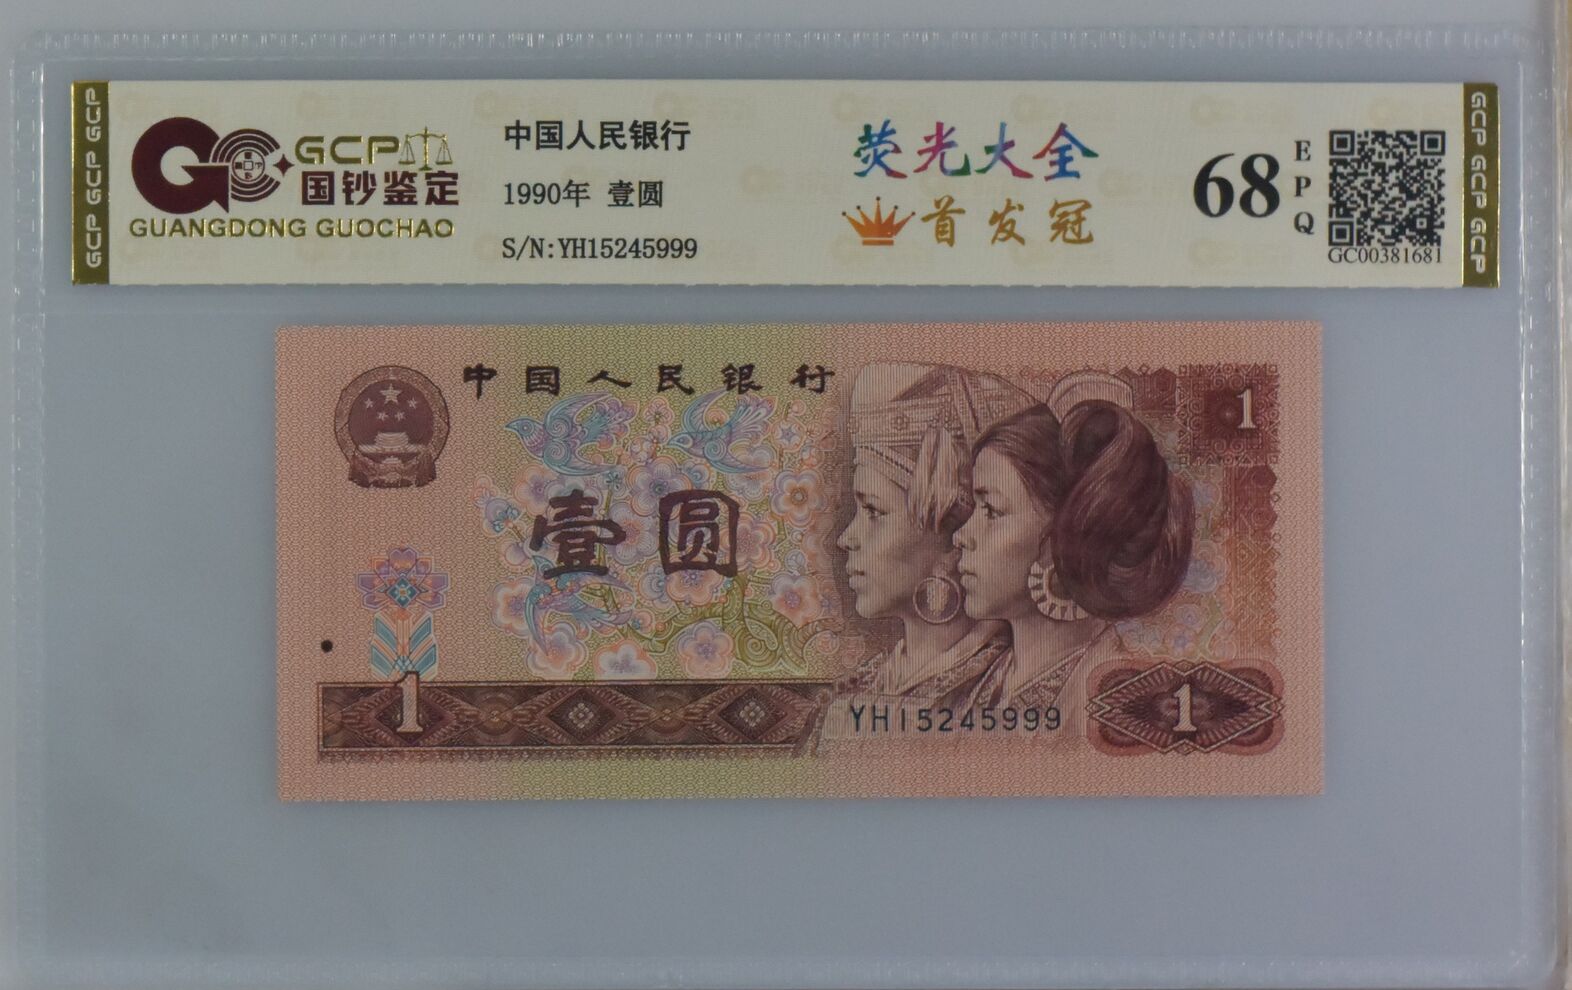 GCP GCP GCP
GCP
国钞鉴定
GUANGDONG GUOCHAO
中国人民银行
1990年 壹圆
S/N:YH15245999
荧光大全
首发冠
68
EPQ
GC00381681
GCP GCP GCP
中国人民银行
1
壹圆
1
YH15245999
1